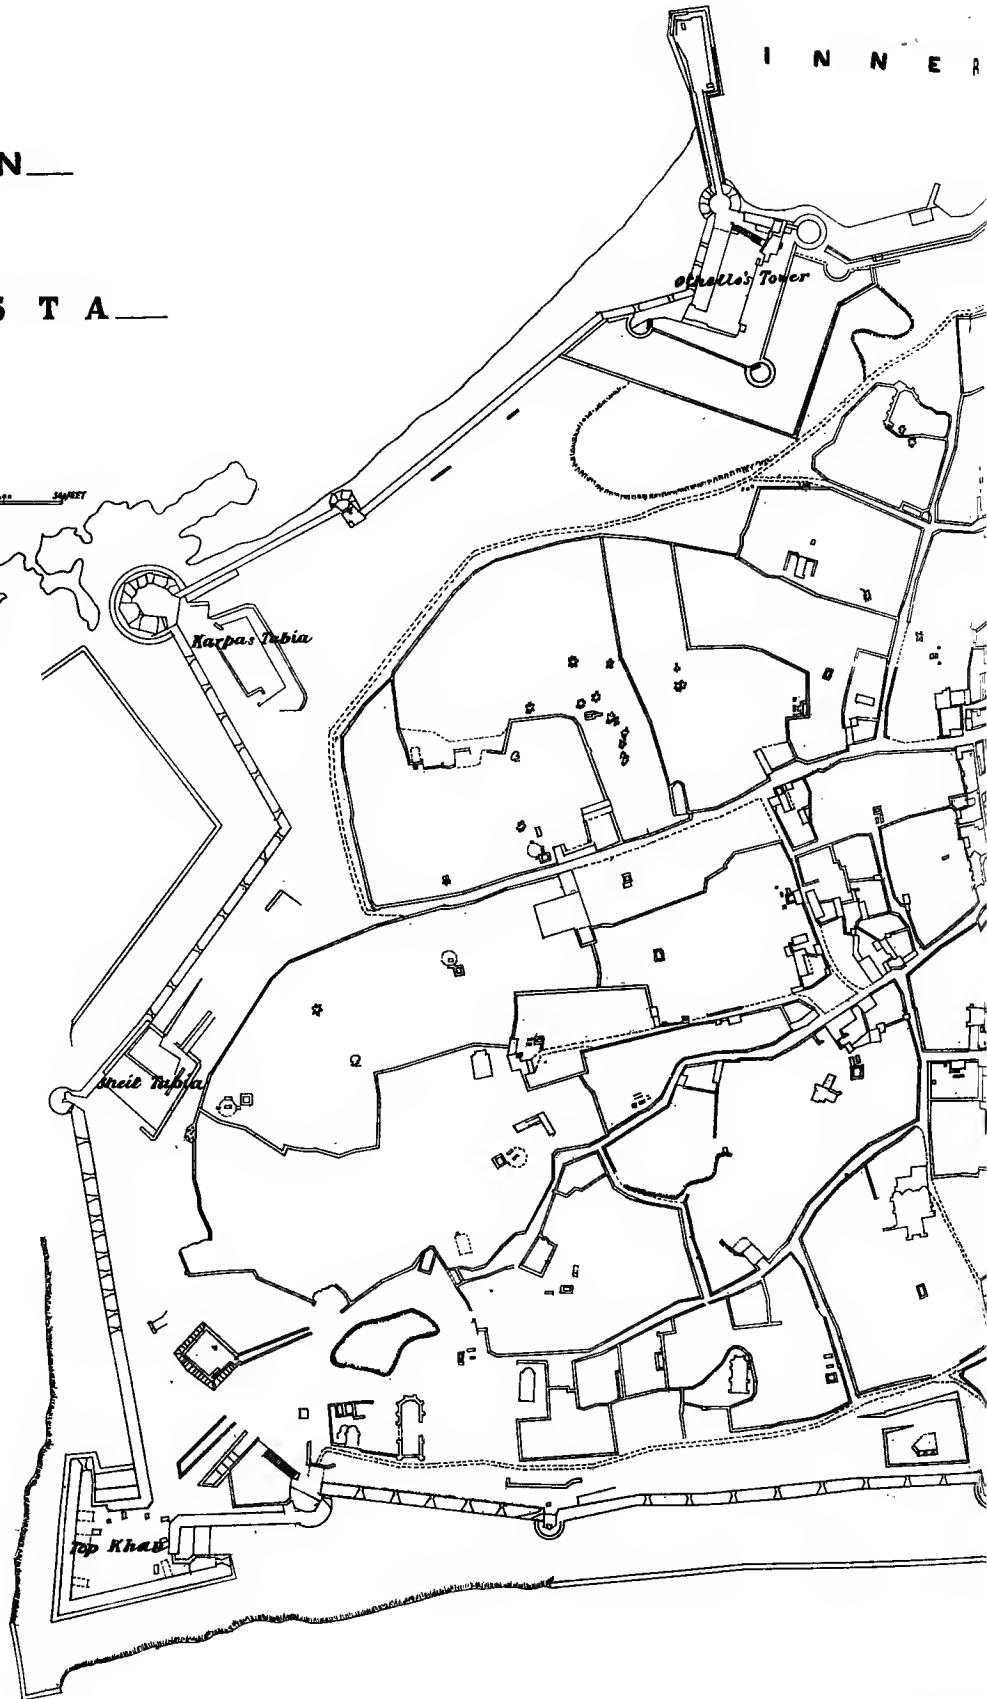 I N N E R
N
S T A
Othello's Tower
Karpas Tabia
Sheit Tabia
Top Khan